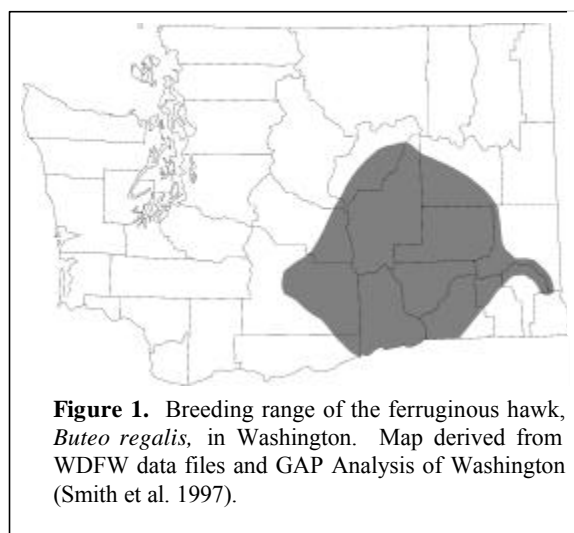 Figure 1. Breeding range of the ferruginous hawk,
Buteo regalis, in Washington. Map derived from
WDFW data files and GAP Analysis of Washington
(Smith et al. 1997).